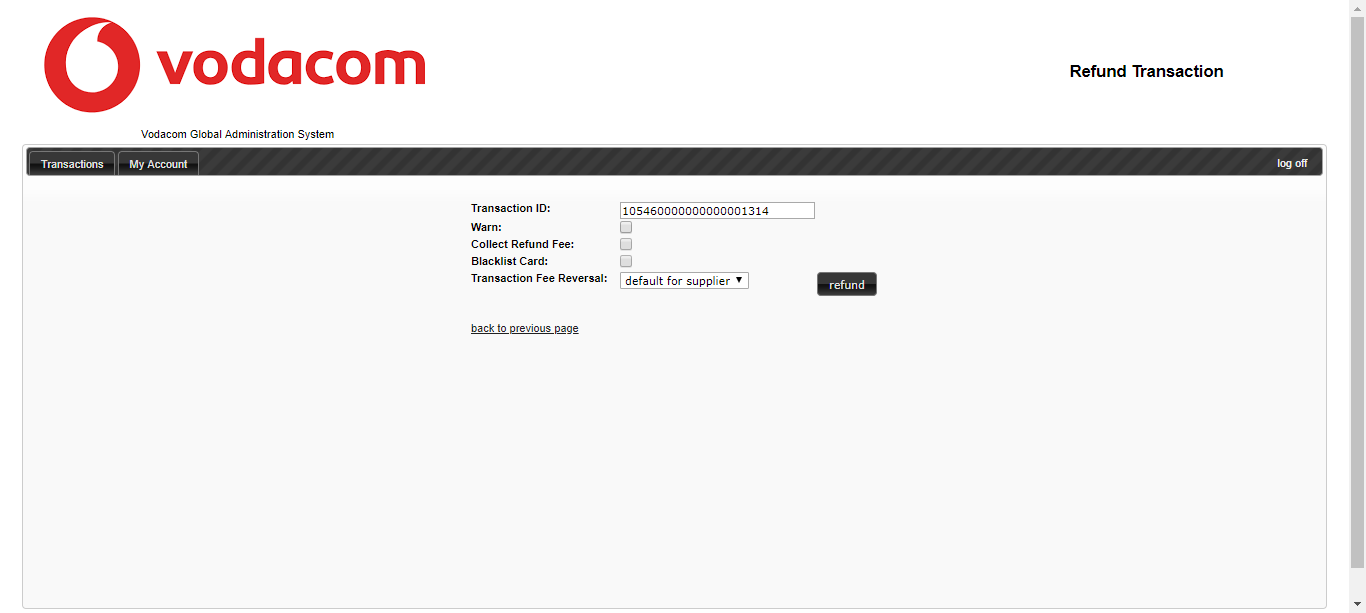 vodacom
Refund Transaction
Vodacom Global Administration System
Transactions My Account log off
Transaction ID: 105460000000000001314
Warn:
Collect Refund Fee:
Blacklist Card:
Transaction Fee Reversal: default for supplier refund
back to previous page